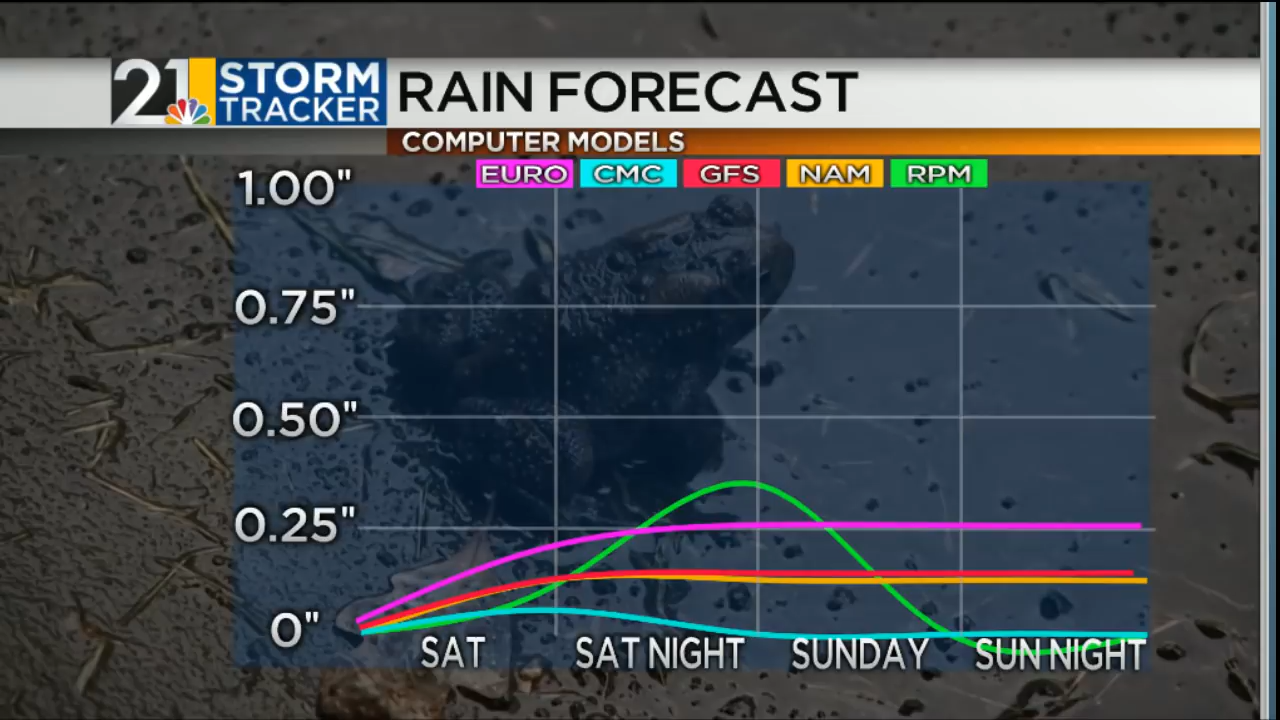 21 STORM TRACKER
RAIN FORECAST
COMPUTER MODELS
EURO CMC GFS NAM RPM
1.00"
0.75"
0.50"
0.25"
0"
SAT SAT NIGHT SUNDAY SUN NIGHT